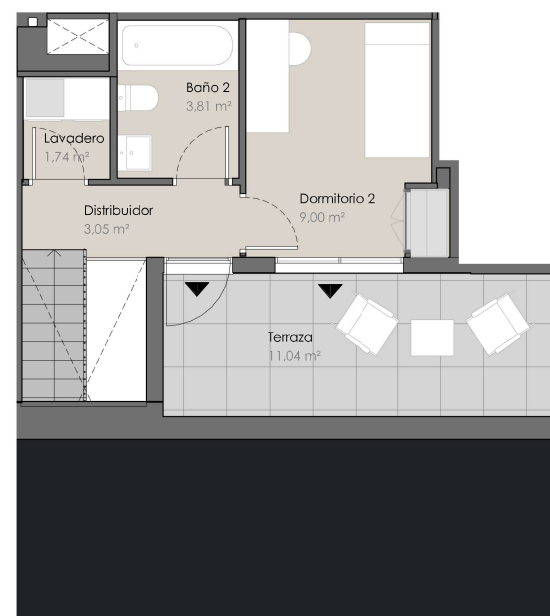 Baño 2
3,81 m²
Lavadero
1,74 m²
Dormitorio 2
9,00 m²
Distribuidor
3,05 m²
Terraza
11,04 m²